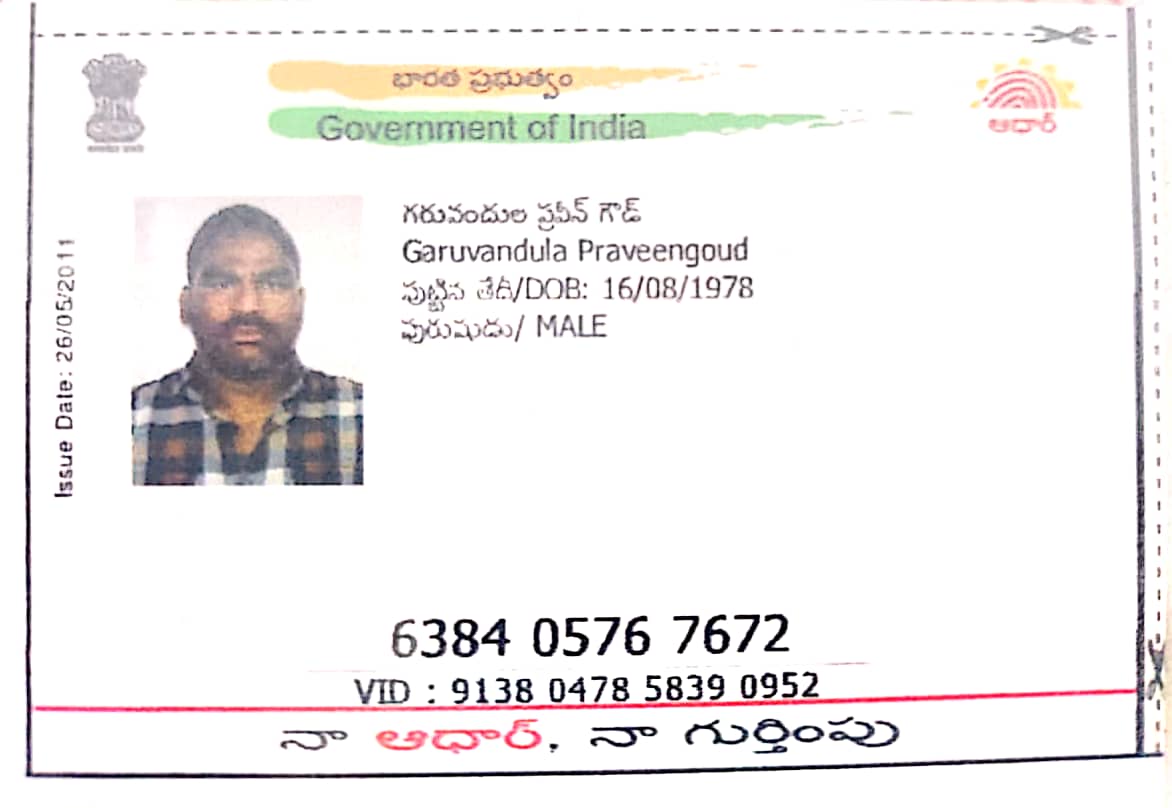 భారత ప్రభుత్వం
Government of India
ఆధార్
Issue Date: 26/05/2011
గరువందుల ప్రవీన్ గౌడ్
Garuvandula Praveengoud
పుట్టిన తేదీ/DOB: 16/08/1978
పురుషుడు/ MALE
6384 0576 7672
VID : 9138 0478 5839 0952
నా ఆధార్, నా గుర్తింపు